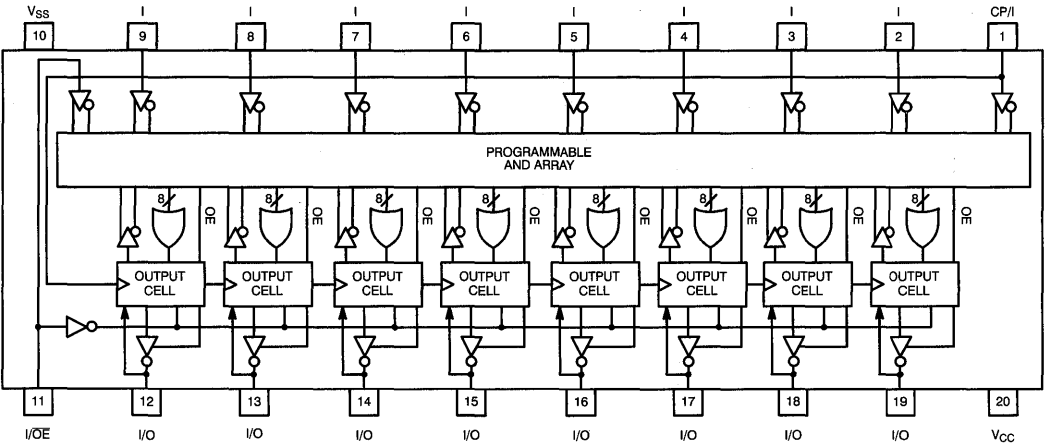 VSS I I I I I I I I CP/I
10 9 8 7 6 5 4 3 2 1
PROGRAMMABLE
AND ARRAY
8 8 8 8 8 8 8 8
OE OE OE OE OE OE OE OE
OUTPUT OUTPUT OUTPUT OUTPUT OUTPUT OUTPUT OUTPUT OUTPUT
CELL CELL CELL CELL CELL CELL CELL CELL
11 12 13 14 15 16 17 18 19 20
I/O̅E̅ I/O I/O I/O I/O I/O I/O I/O I/O VCC